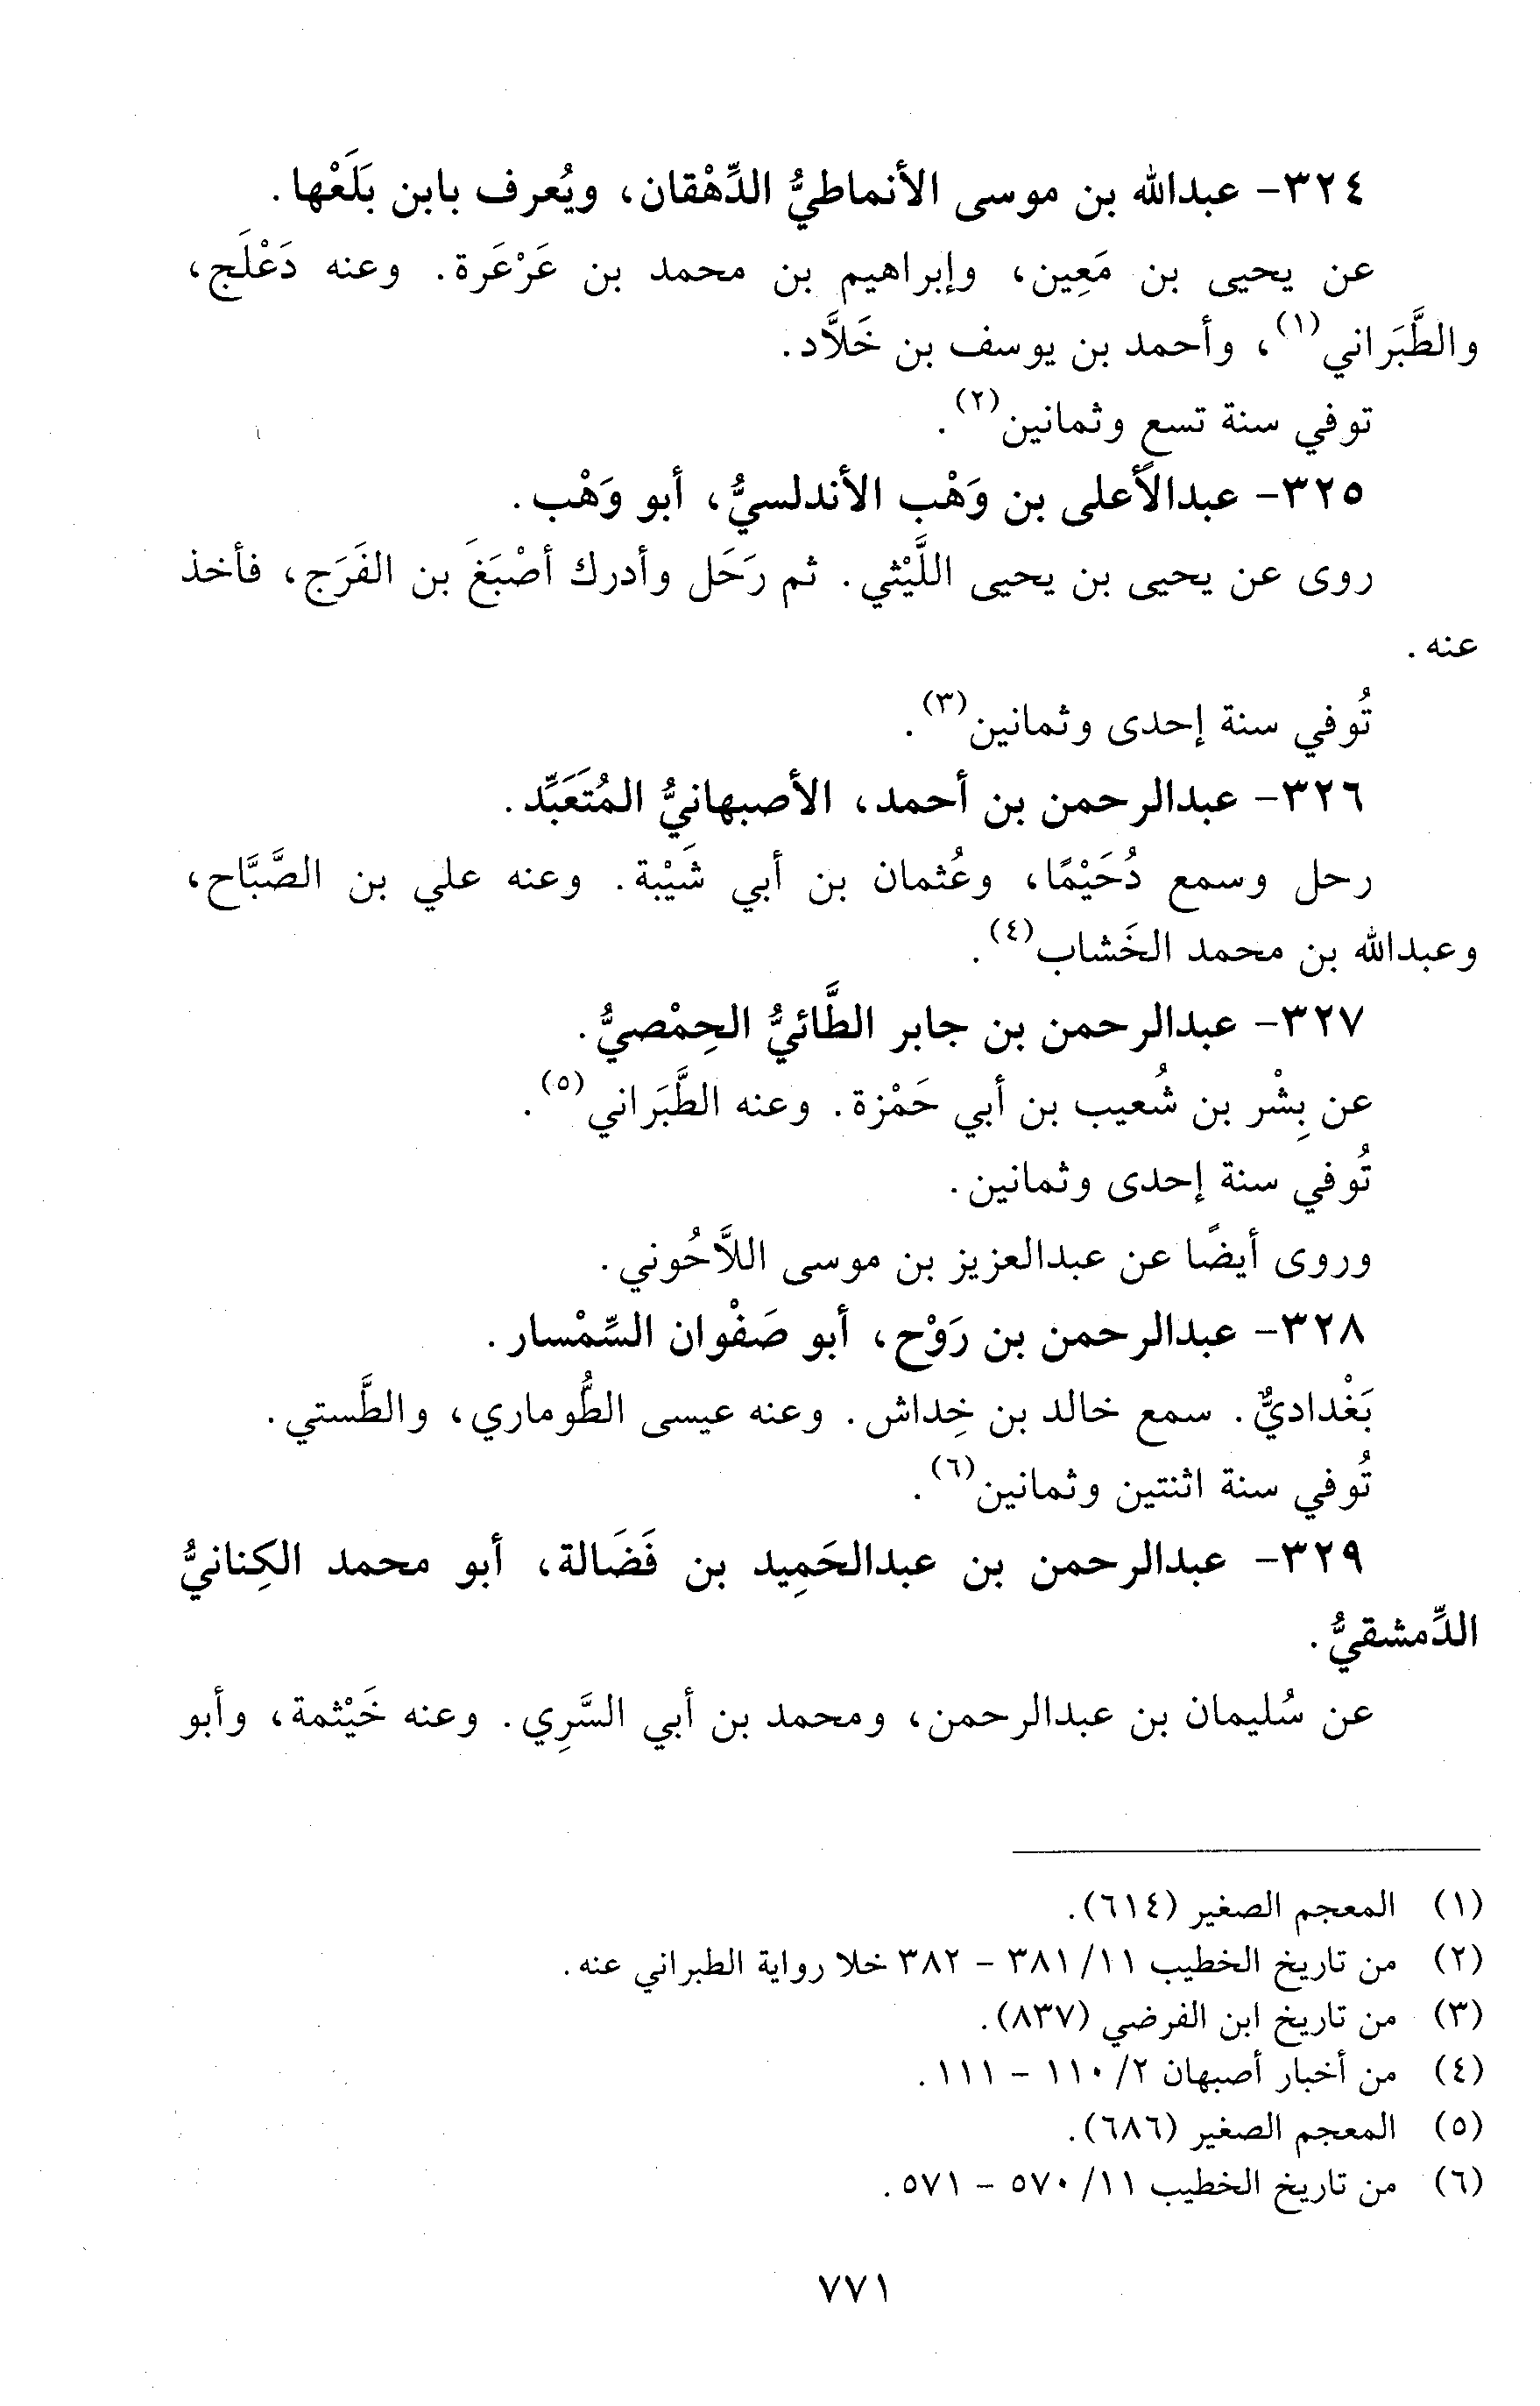 ٣٢٤- عبدالله بن موسى الأنماطيُّ الدِّهْقان، ويُعرف بابن بَلَعْها.
عن يحيى بن مَعِين، وإبراهيم بن محمد بن عَرْعَرة. وعنه دَعْلَج،
والطَّبَراني(١)، وأحمد بن يوسف بن خَلاَّد.
توفي سنة تسع وثمانين(٢).
٣٢٥- عبدالأعلى بن وَهْب الأندلسيُّ، أبو وَهْب.
روى عن يحيى بن يحيى اللَّيْثي. ثم رَحَل وأدرك أصْبَغَ بن الفَرَج، فأخذ
عنه.
تُوفي سنة إحدى وثمانين(٣).
٣٢٦- عبدالرحمن بن أحمد، الأصبهانيُّ المُتَعَبِّد.
رحل وسمع دُحَيْمًا، وعُثمان بن أبي شَيْبة. وعنه علي بن الصَّبَّاح،
وعبدالله بن محمد الخَشاب(٤).
٣٢٧- عبدالرحمن بن جابر الطَّائيُّ الحِمْصيُّ.
عن بِشْر بن شُعيب بن أبي حَمْزة. وعنه الطَّبَراني(٥).
تُوفي سنة إحدى وثمانين.
وروى أيضًا عن عبدالعزيز بن موسى اللاَّحُوني.
٣٢٨- عبدالرحمن بن رَوْح، أبو صَفْوان السِّمْسار.
بَغْداديٌّ. سمع خالد بن خِداش. وعنه عيسى الطُّوماري، والطَّستي.
تُوفي سنة اثنتين وثمانين(٦).
٣٢٩- عبدالرحمن بن عبدالحَمِيد بن فَضَالة، أبو محمد الكِنانيُّ
الدِّمشقيُّ.
عن سُليمان بن عبدالرحمن، ومحمد بن أبي السَّرِي. وعنه خَيْثمة، وأبو
(١) المعجم الصغير (٦١٤).
(٢) من تاريخ الخطيب ١١/ ٣٨١ - ٣٨٢ خلا رواية الطبراني عنه.
(٣) من تاريخ ابن الفرضي (٨٣٧).
(٤) من أخبار أصبهان ٢/ ١١٠ - ١١١.
(٥) المعجم الصغير (٦٨٦).
(٦) من تاريخ الخطيب ١١/ ٥٧٠ - ٥٧١.
٧٧١